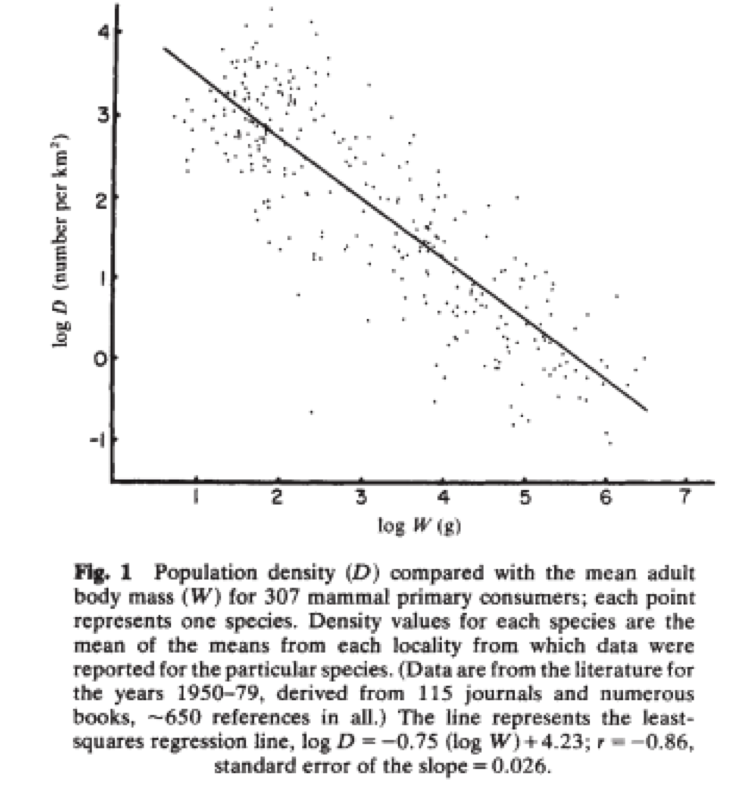 4
3
2
1
0
-1
log D (number per km²)
1 2 3 4 5 6 7
log W (g)
Fig. 1 Population density (D) compared with the mean adult
body mass (W) for 307 mammal primary consumers; each point
represents one species. Density values for each species are the
mean of the means from each locality from which data were
reported for the particular species. (Data are from the literature for
the years 1950–79, derived from 115 journals and numerous
books, ~650 references in all.) The line represents the least-
squares regression line, log D = −0.75 (log W)+4.23; r = −0.86,
standard error of the slope = 0.026.